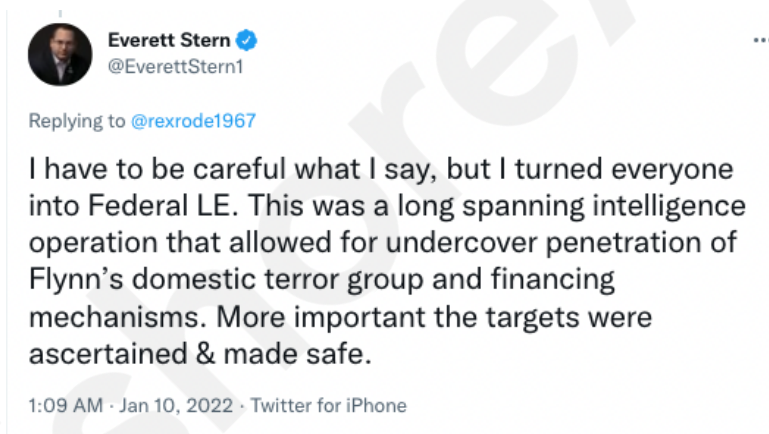 Everett Stern
@EverettStern1
Replying to @rexrode1967
I have to be careful what I say, but I turned everyone
into Federal LE. This was a long spanning intelligence
operation that allowed for undercover penetration of
Flynn's domestic terror group and financing
mechanisms. More important the targets were
ascertained & made safe.
1:09 AM · Jan 10, 2022 · Twitter for iPhone